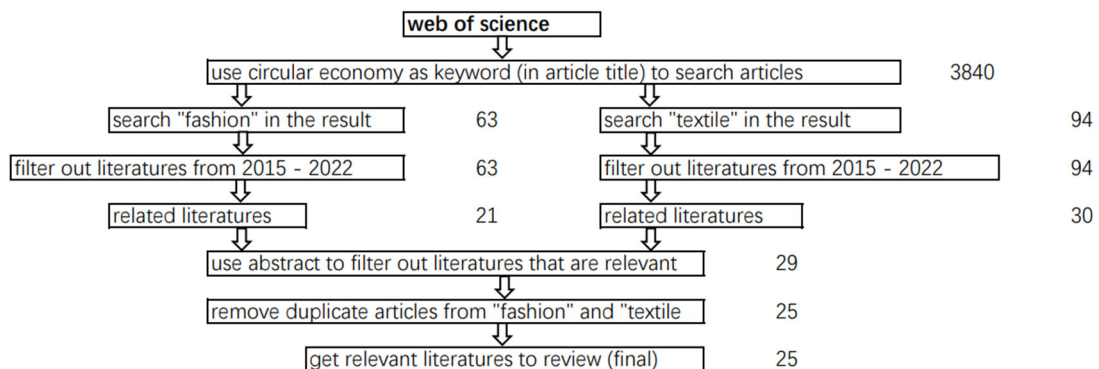 web of science
use circular economy as keyword (in article title) to search articles 3840
search "fashion" in the result 63 search "textile" in the result 94
filter out literatures from 2015 - 2022 63 filter out literatures from 2015 - 2022 94
related literatures 21 related literatures 30
use abstract to filter out literatures that are relevant 29
remove duplicate articles from "fashion" and "textile 25
get relevant literatures to review (final) 25